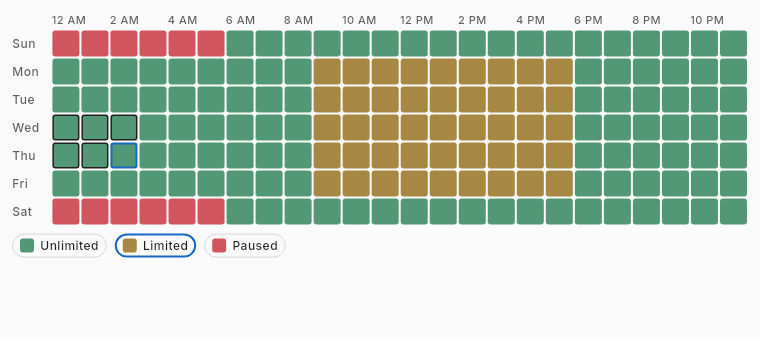 12 AM 2 AM 4 AM 6 AM 8 AM 10 AM 12 PM 2 PM 4 PM 6 PM 8 PM 10 PM
Sun
Mon
Tue
Wed
Thu
Fri
Sat
Unlimited Limited Paused